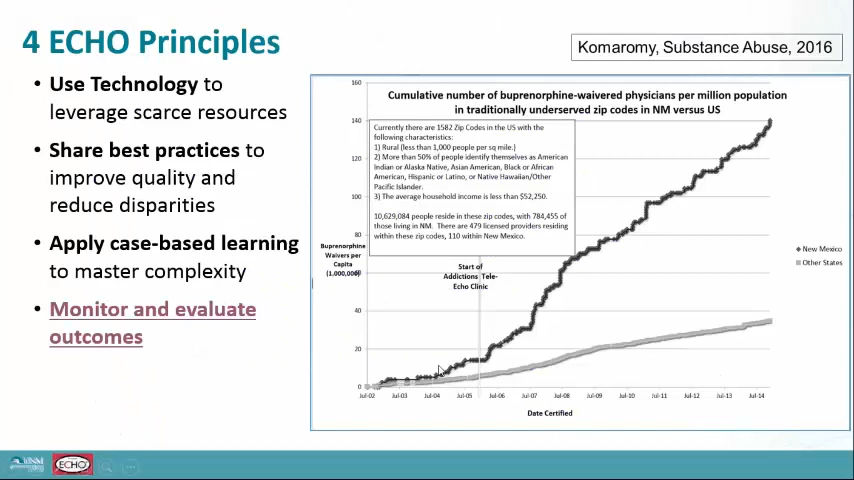 4 ECHO Principles
Komaromy, Substance Abuse, 2016
• Use Technology to
leverage scarce resources
• Share best practices to
improve quality and
reduce disparities
• Apply case-based learning
to master complexity
• Monitor and evaluate
outcomes
Cumulative number of buprenorphine-waivered physicians per million population
in traditionally underserved zip codes in NM versus US
Currently there are 1582 Zip Codes in the US with the
following characteristics:
1) Rural (less than 1,000 people per sq mile.)
2) More than 50% of people identify themselves as American
Indian or Alaska Native, Asian American, Black or African
American, Hispanic or Latino, or Native Hawaiian/Other
Pacific Islander.
3) The average household income is less than $52,250.
10,629,084 people reside in these zip codes, with 784,455 of
those living in NM. There are 479 licensed providers residing
within these zip codes, 110 within New Mexico.
160
140
120
100
80
60
40
20
0
Buprenorphine
Waivers per
Capita
(1,000,000)
Start of
Addictions Tele-
Echo Clinic
New Mexico
Other States
Jul-02 Jul-03 Jul-04 Jul-05 Jul-06 Jul-07 Jul-08 Jul-09 Jul-10 Jul-11 Jul-12 Jul-13 Jul-14
Date Certified
ECHO